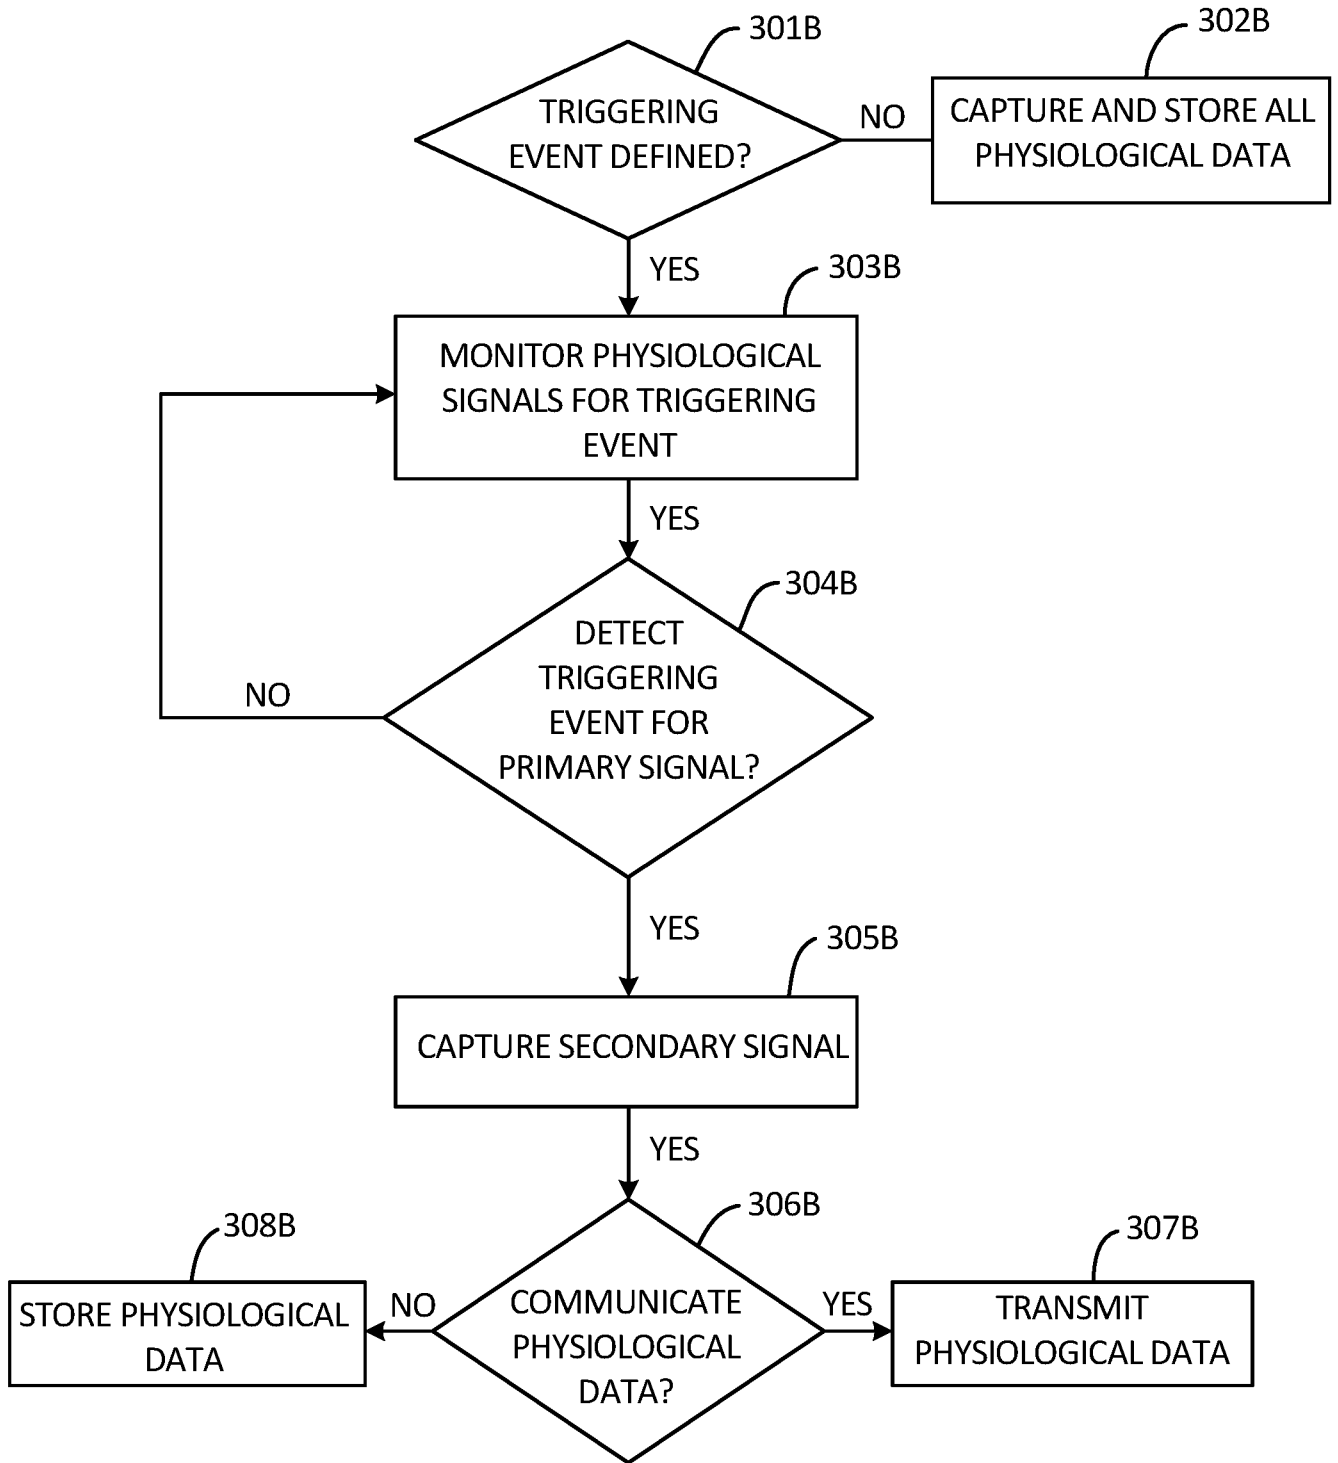 301B
302B
TRIGGERING
EVENT DEFINED?
NO
CAPTURE AND STORE ALL
PHYSIOLOGICAL DATA
YES
303B
MONITOR PHYSIOLOGICAL
SIGNALS FOR TRIGGERING
EVENT
YES
304B
DETECT
TRIGGERING
EVENT FOR
PRIMARY SIGNAL?
NO
YES
305B
CAPTURE SECONDARY SIGNAL
YES
306B
308B
307B
STORE PHYSIOLOGICAL
DATA
NO
COMMUNICATE
PHYSIOLOGICAL
DATA?
YES
TRANSMIT
PHYSIOLOGICAL DATA